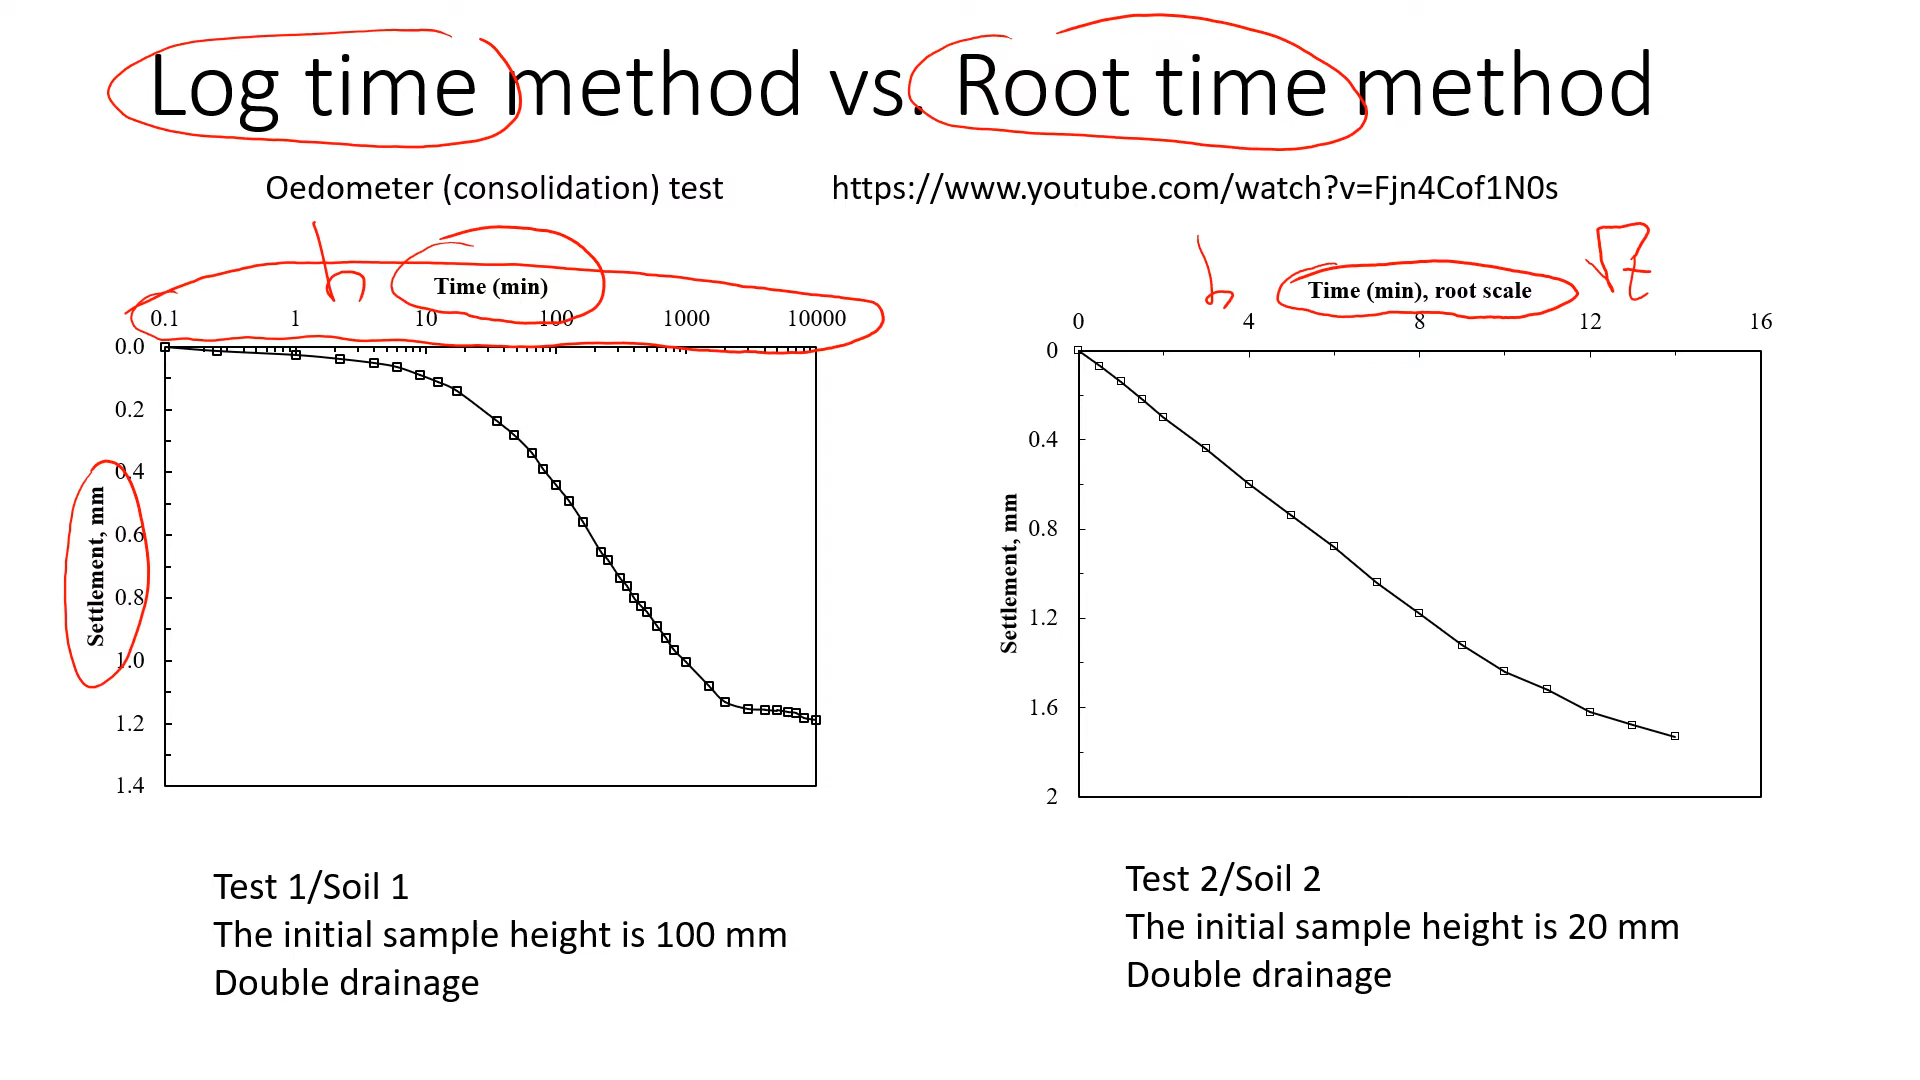 Log time method vs. Root time method
Oedometer (consolidation) test
https://www.youtube.com/watch?v=Fjn4Cof1N0s
Time (min)
0.1 1 10 100 1000 10000
0.0
0.2
0.4
0.6
0.8
1.0
1.2
1.4
Settlement, mm
√t
Time (min), root scale
0 4 8 12 16
0
0.4
0.8
1.2
1.6
2
Settlement, mm
Test 1/Soil 1
The initial sample height is 100 mm
Double drainage
Test 2/Soil 2
The initial sample height is 20 mm
Double drainage